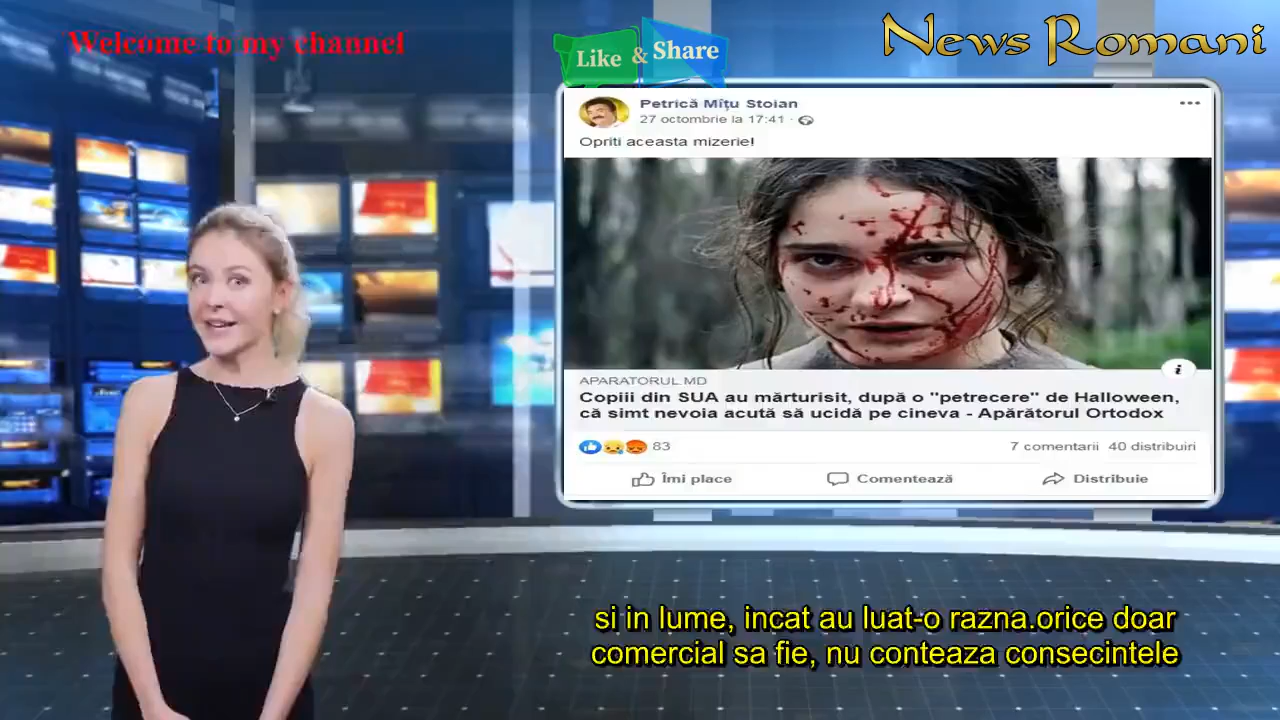 Welcome to my channel
Like & Share
News Romani
Petrică Mîțu Stoian
27 octombrie la 17:41 ·
Opriti aceasta mizerie!
APARATORUL.MD
Copiii din SUA au mărturisit, după o "petrecere" de Halloween,
că simt nevoia acută să ucidă pe cineva - Apărătorul Ortodox
83
7 comentarii 40 distribuiri
Îmi place
Comentează
Distribuie
si in lume, incat au luat-o razna.orice doar
comercial sa fie, nu conteaza consecintele